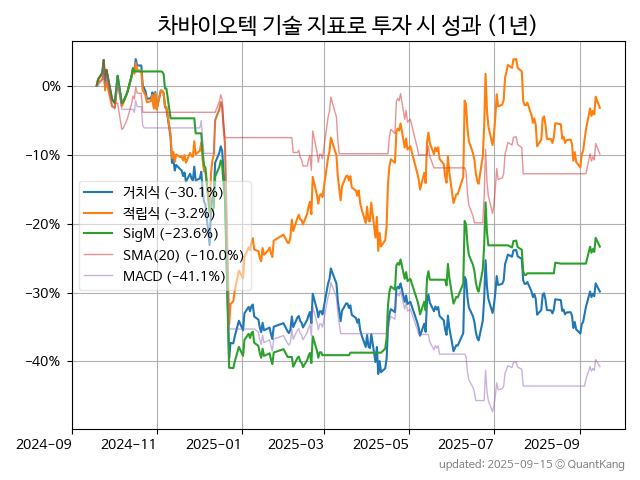 차바이오텍 기술 지표로 투자 시 성과 (1년)
0%
−10%
−20%
−30%
−40%
거치식 (−30.1%)
적립식 (−3.2%)
SigM (−23.6%)
SMA(20) (−10.0%)
MACD (−41.1%)
2024-09
2024-11
2025-01
2025-03
2025-05
2025-07
2025-09
updated: 2025-09-15 © QuantKang